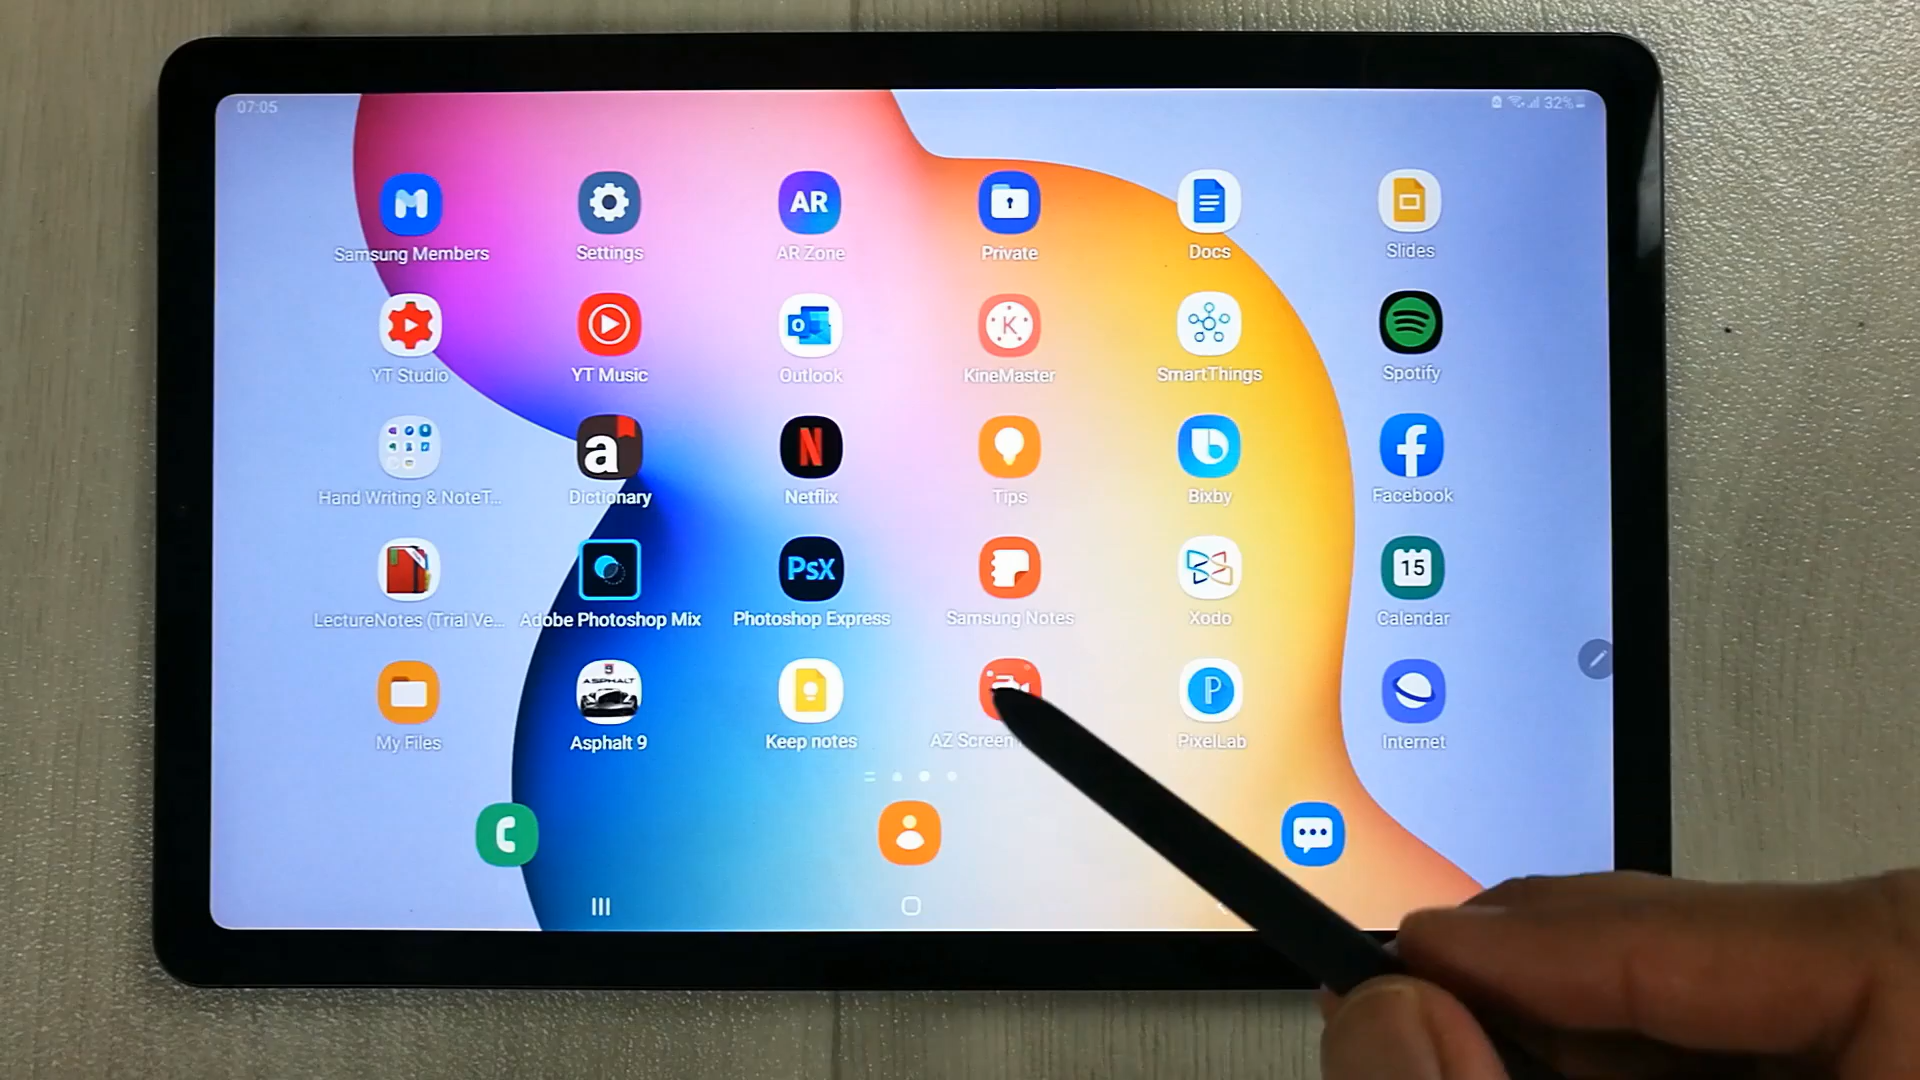 07:05
32%
AR
Samsung Members
Settings
AR Zone
Private
Docs
Slides
K
YT Studio
YT Music
Outlook
KineMaster
SmartThings
Spotify
a
N
Hand Writing & NoteT...
Dictionary
Netflix
Tips
Bixby
Facebook
PsX
15
LectureNotes (Trial Ve...
Adobe Photoshop Mix
Photoshop Express
Samsung Notes
Xodo
Calendar
ASPHALT
P
My Files
Asphalt 9
Keep notes
AZ Screen
PixelLab
Internet